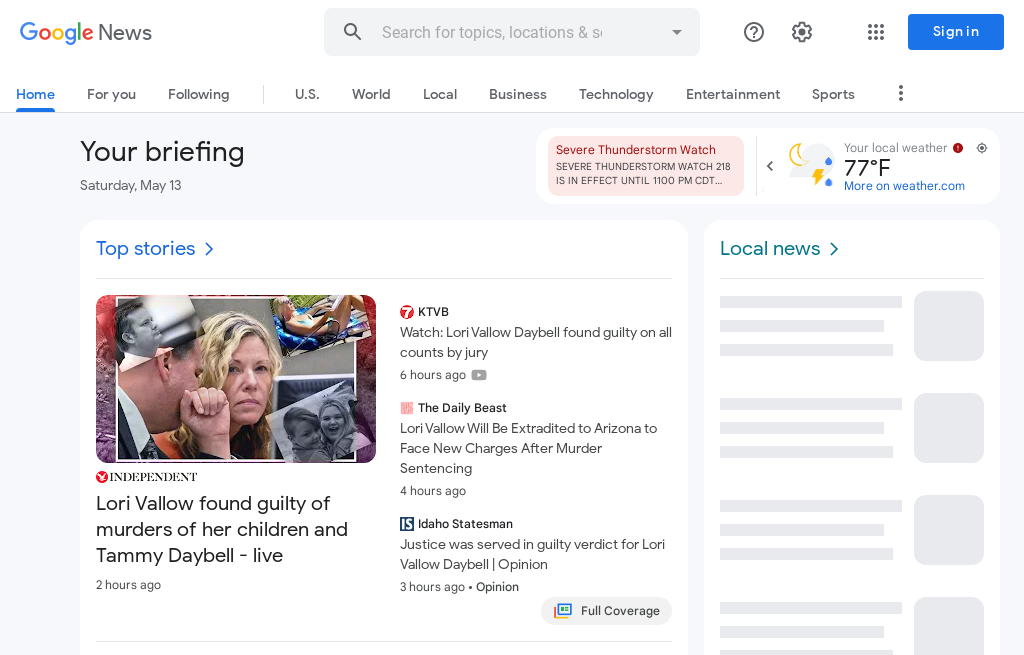 Google News
Search for topics, locations & so
Sign in
Home
For you
Following
U.S.
World
Local
Business
Technology
Entertainment
Sports
Your briefing
Saturday, May 13
Severe Thunderstorm Watch
SEVERE THUNDERSTORM WATCH 218
IS IN EFFECT UNTIL 1100 PM CDT…
Your local weather
77°F
More on weather.com
Top stories
Local news
INDEPENDENT
Lori Vallow found guilty of
murders of her children and
Tammy Daybell - live
2 hours ago
KTVB
Watch: Lori Vallow Daybell found guilty on all
counts by jury
6 hours ago
The Daily Beast
Lori Vallow Will Be Extradited to Arizona to
Face New Charges After Murder
Sentencing
4 hours ago
IS Idaho Statesman
Justice was served in guilty verdict for Lori
Vallow Daybell | Opinion
3 hours ago • Opinion
Full Coverage